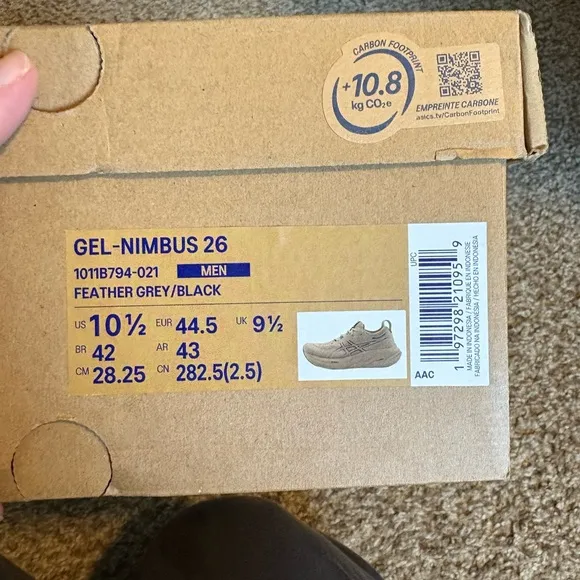 CARBON FOOTPRINT
+10.8
kg CO₂e
EMPREINTE CARBONE
asics.tv/CarbonFootprint
GEL-NIMBUS 26
1011B794-021 MEN
FEATHER GREY/BLACK
US 10½ EUR 44.5 UK 9½
BR 42 AR 43
CM 28.25 CN 282.5(2.5)
UPC
1 97298 21095 9
MADE IN INDONESIA / FABRIQUÉ EN INDONESIE
FABRICADO NA INDONESIA / HECHO EN INDONESIA
AAC